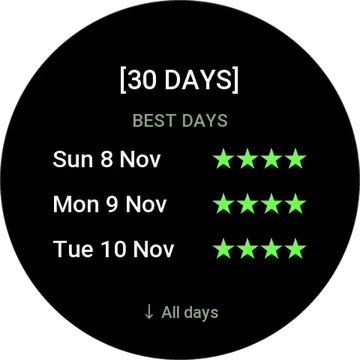 [30 DAYS]
BEST DAYS
Sun 8 Nov ★★★★
Mon 9 Nov ★★★★
Tue 10 Nov ★★★★
↓ All days